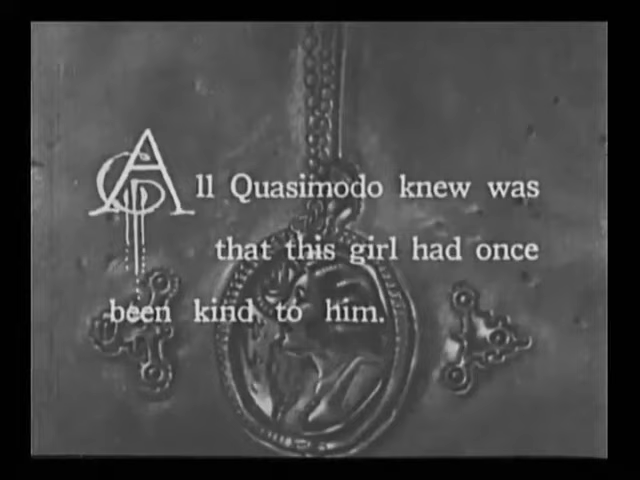 All Quasimodo knew was
that this girl had once
been kind to him.